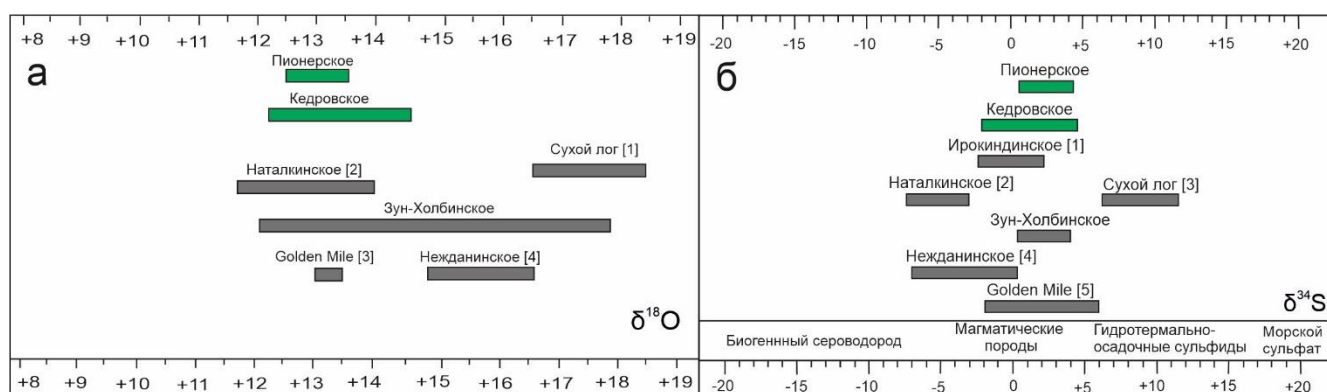 +8 +9 +10 +11 +12 +13 +14 +15 +16 +17 +18 +19
а
Пионерское
Кедровское
Сухой лог [1]
Наталкинское [2]
Зун-Холбинское
Golden Mile [3] Нежданинское [4]
δ18O
+8 +9 +10 +11 +12 +13 +14 +15 +16 +17 +18 +19
-20 -15 -10 -5 0 +5 +10 +15 +20
б
Пионерское
Кедровское
Ирокиндинское [1]
Наталкинское [2] Сухой лог [3]
Зун-Холбинское
Нежданинское [4]
Golden Mile [5]
δ34S
Биогеннный сероводород
Магматические
породы
Гидротермально-
осадочные сульфиды
Морской
сульфат
-20 -15 -10 -5 0 +5 +10 +15 +20